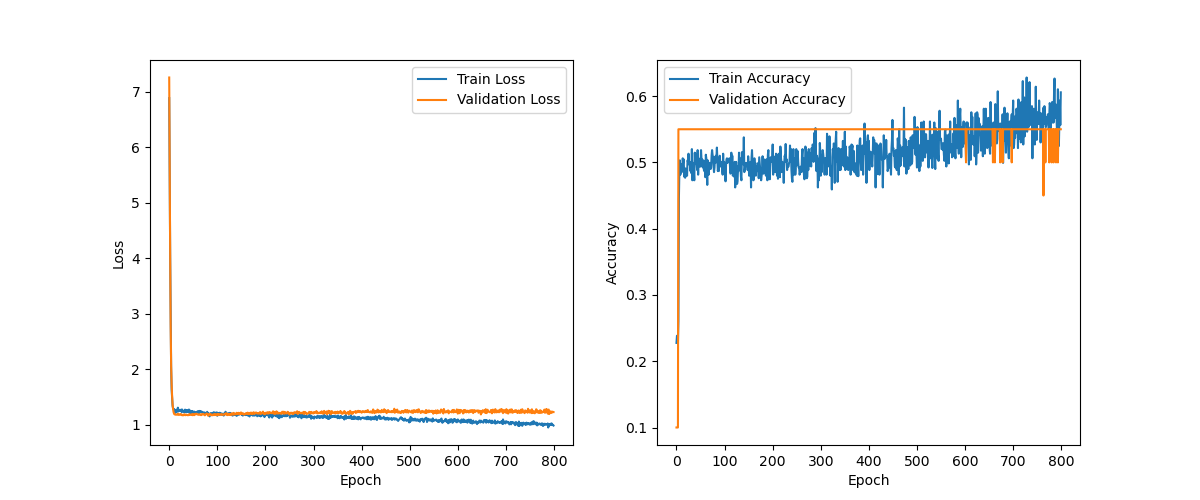 Train Loss
Validation Loss
7
6
5
4
3
2
1
Loss
0 100 200 300 400 500 600 700 800
Epoch
Train Accuracy
Validation Accuracy
0.6
0.5
0.4
0.3
0.2
0.1
Accuracy
0 100 200 300 400 500 600 700 800
Epoch